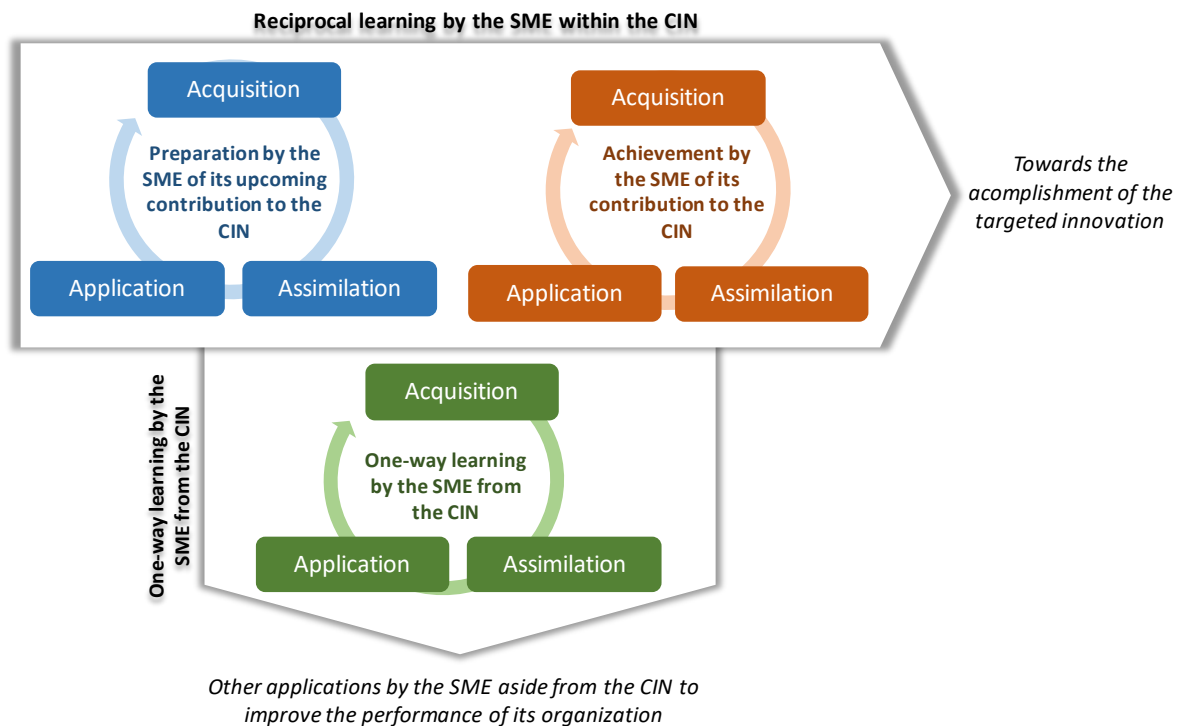 Reciprocal learning by the SME within the CIN
Acquisition
Preparation by the
SME of its upcoming
contribution to the
CIN
Application
Assimilation
Acquisition
Achievement by
the SME of its
contribution to the
CIN
Application
Assimilation
Towards the
acomplishment of the
targeted innovation
One-way learning by the
SME from the CIN
Acquisition
One-way learning
by the SME from
the CIN
Application
Assimilation
Other applications by the SME aside from the CIN to
improve the performance of its organization